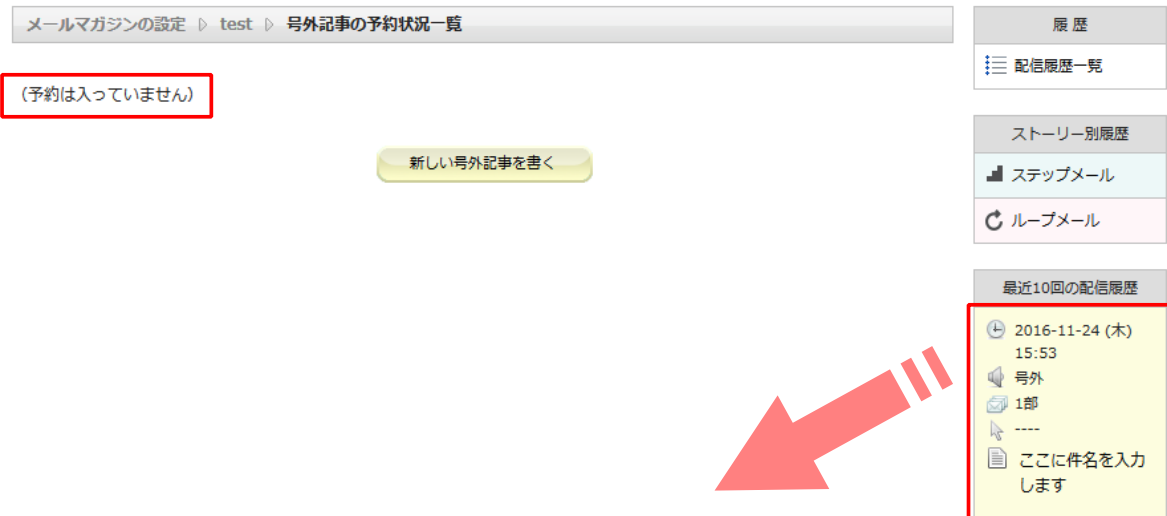 メールマガジンの設定 ▷ test ▷ 号外記事の予約状況一覧
（予約は入っていません）
新しい号外記事を書く
履 歴
配信履歴一覧
ストーリー別履歴
ステップメール
ループメール
最近10回の配信履歴
2016-11-24 (木)
15:53
号外
1部
----
ここに件名を入力
します